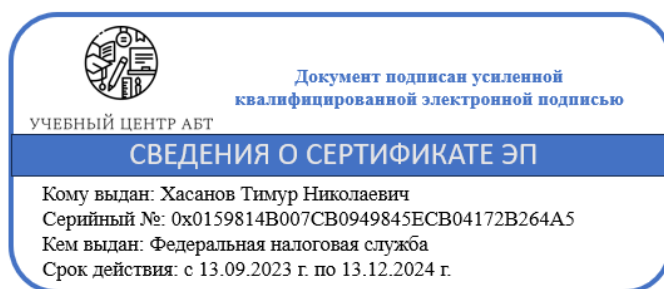 Документ подписан усиленной
квалифицированной электронной подписью
УЧЕБНЫЙ ЦЕНТР АБТ
СВЕДЕНИЯ О СЕРТИФИКАТЕ ЭП
Кому выдан: Хасанов Тимур Николаевич
Серийный №: 0x0159814B007CB0949845ECB04172B264A5
Кем выдан: Федеральная налоговая служба
Срок действия: с 13.09.2023 г. по 13.12.2024 г.